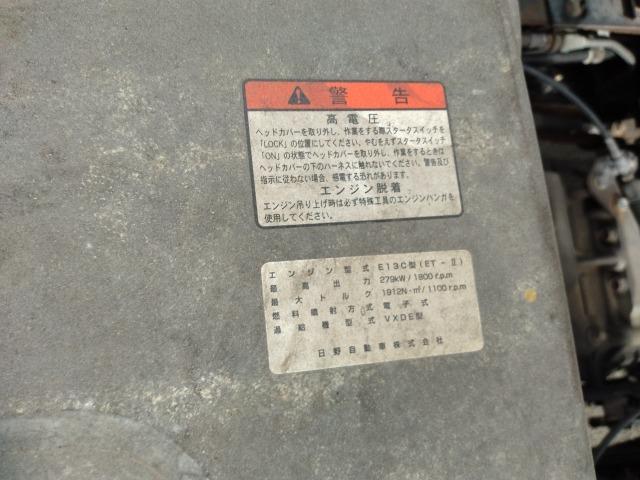 警告
高電圧
ヘッドカバーを取り外し、作業をする際スタータスイッチを
「LOCK」の位置にしてください。やむをえずスタータスイッチ
「ON」の状態でヘッドカバーを取り外し、作業をするときは
ヘッドカバーの下のハーネスに触れないでください。警告及び
指示に従わない場合、感電する恐れがあります。
エンジン脱着
エンジン吊り上げ時は必ず特殊工具のエンジンハンガを
使用してください。
エンジン型式 E13C型(ET-Ⅱ)
最高出力 279kW/1800r.p.m
最大トルク 1912N・m/1100r.p.m
燃料噴射方式 電子式
過給機型式 VXDE型
日野自動車株式会社